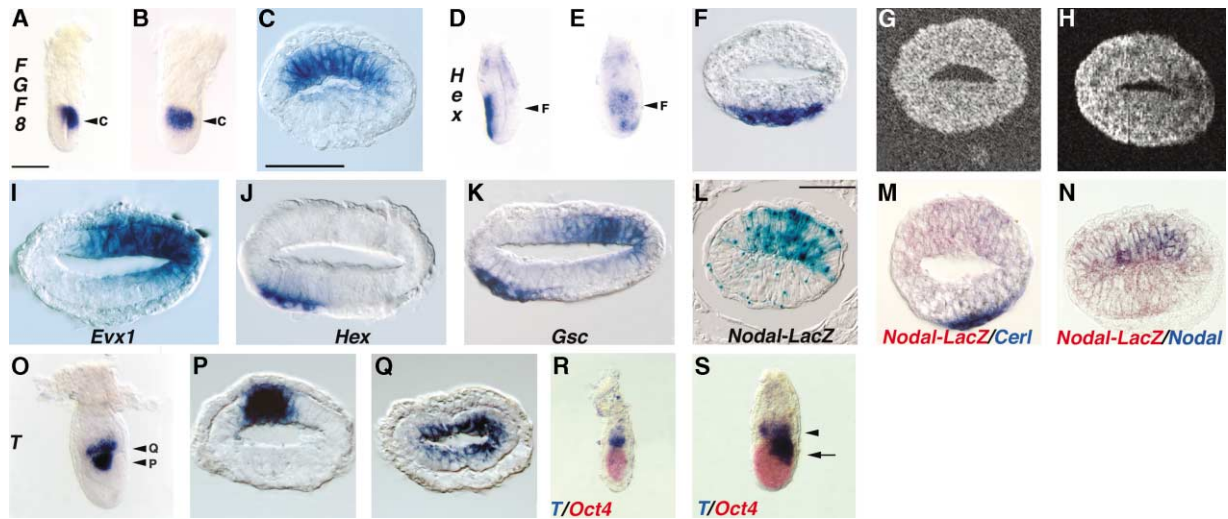 A
B
C
D
E
F
G
H
FGF8
C
C
Hex
F
F
I
J
K
L
M
N
Evx1
Hex
Gsc
Nodal-LacZ
Nodal-LacZ/Cerl
Nodal-LacZ/Nodal
O
P
Q
R
S
T
Q
P
T/Oct4
T/Oct4